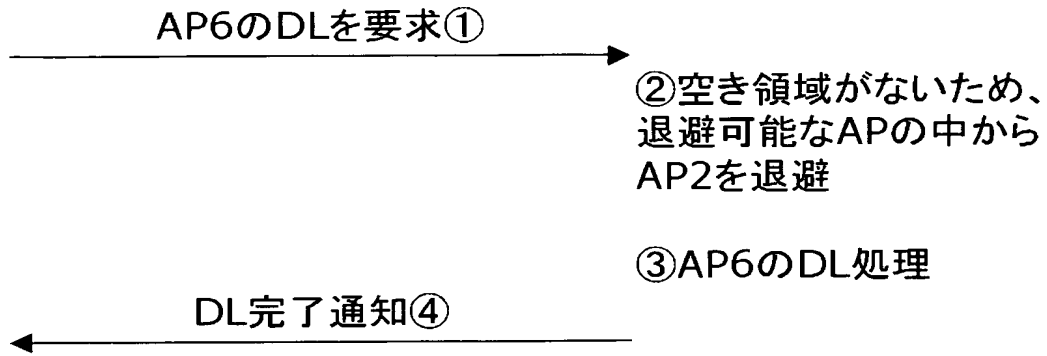 AP6のDLを要求①
②空き領域がないため、
退避可能なAPの中から
AP2を退避
③AP6のDL処理
DL完了通知④